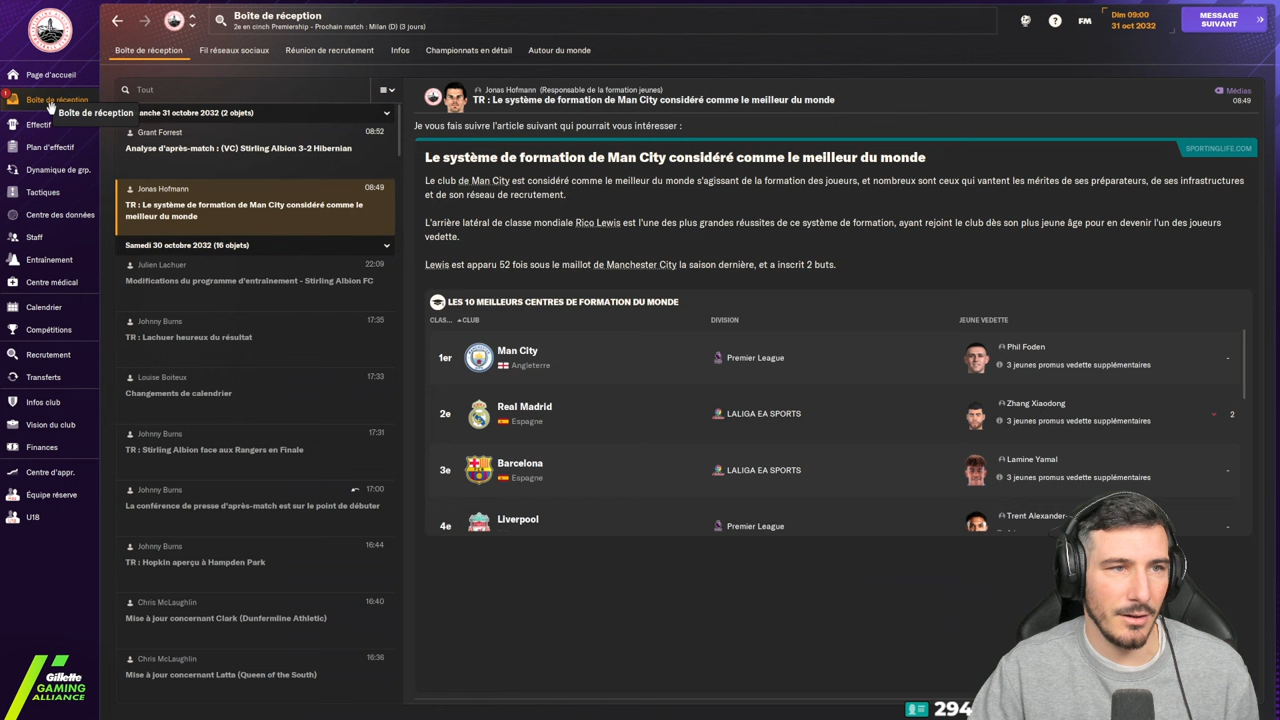 Boîte de réception
2e en cinch Premiership - Prochain match : Milan (D) (3 jours)
Dim 09:00
31 oct 2032
FM
MESSAGE SUIVANT
Boîte de réception
Fil réseaux sociaux
Réunion de recrutement
Infos
Championnats en détail
Autour du monde
Page d'accueil
1
Boîte de réception
Boîte de réception
Effectif
Plan d'effectif
Dynamique de grp.
Tactiques
Centre des données
Staff
Entraînement
Centre médical
Calendrier
Compétitions
Recrutement
Transferts
Infos club
Vision du club
Finances
Centre d'appr.
Équipe réserve
U18
Gillette
GAMING
ALLIANCE
Tout
anche 31 octobre 2032 (2 objets)
Grant Forrest
08:52
Analyse d'après-match : (VC) Stirling Albion 3-2 Hibernian
Jonas Hofmann
08:49
TR : Le système de formation de Man City considéré comme le
meilleur du monde
Samedi 30 octobre 2032 (16 objets)
Julien Lachuer
22:09
Modifications du programme d'entraînement - Stirling Albion FC
Johnny Burns
17:35
TR : Lachuer heureux du résultat
Louise Boiteux
17:33
Changements de calendrier
Johnny Burns
17:31
TR : Stirling Albion face aux Rangers en Finale
Johnny Burns
17:00
La conférence de presse d'après-match est sur le point de débuter
Johnny Burns
16:44
TR : Hopkin aperçu à Hampden Park
Chris McLaughlin
16:40
Mise à jour concernant Clark (Dunfermline Athletic)
Chris McLaughlin
16:36
Mise à jour concernant Latta (Queen of the South)
Jonas Hofmann (Responsable de la formation jeunes)
TR : Le système de formation de Man City considéré comme le meilleur du monde
Médias
08:49
Je vous fais suivre l'article suivant qui pourrait vous intéresser :
SPORTINGLIFE.COM
Le système de formation de Man City considéré comme le meilleur du monde
Le club de Man City est considéré comme le meilleur du monde s'agissant de la formation des joueurs, et nombreux sont ceux qui vantent les mérites de ses préparateurs, de ses infrastructures
et de son réseau de recrutement.
L'arrière latéral de classe mondiale Rico Lewis est l'une des plus grandes réussites de ce système de formation, ayant rejoint le club dès son plus jeune âge pour en devenir l'un des joueurs
vedette.
Lewis est apparu 52 fois sous le maillot de Manchester City la saison dernière, et a inscrit 2 buts.
LES 10 MEILLEURS CENTRES DE FORMATION DU MONDE
CLAS... CLUB DIVISION JEUNE VEDETTE
1er Man City Angleterre Premier League Phil Foden 3 jeunes promus vedette supplémentaires -
2e Real Madrid Espagne LALIGA EA SPORTS Zhang Xiaodong 3 jeunes promus vedette supplémentaires 2
3e Barcelona Espagne LALIGA EA SPORTS Lamine Yamal 3 jeunes promus vedette supplémentaires -
4e Liverpool Premier League Trent Alexander- -
294